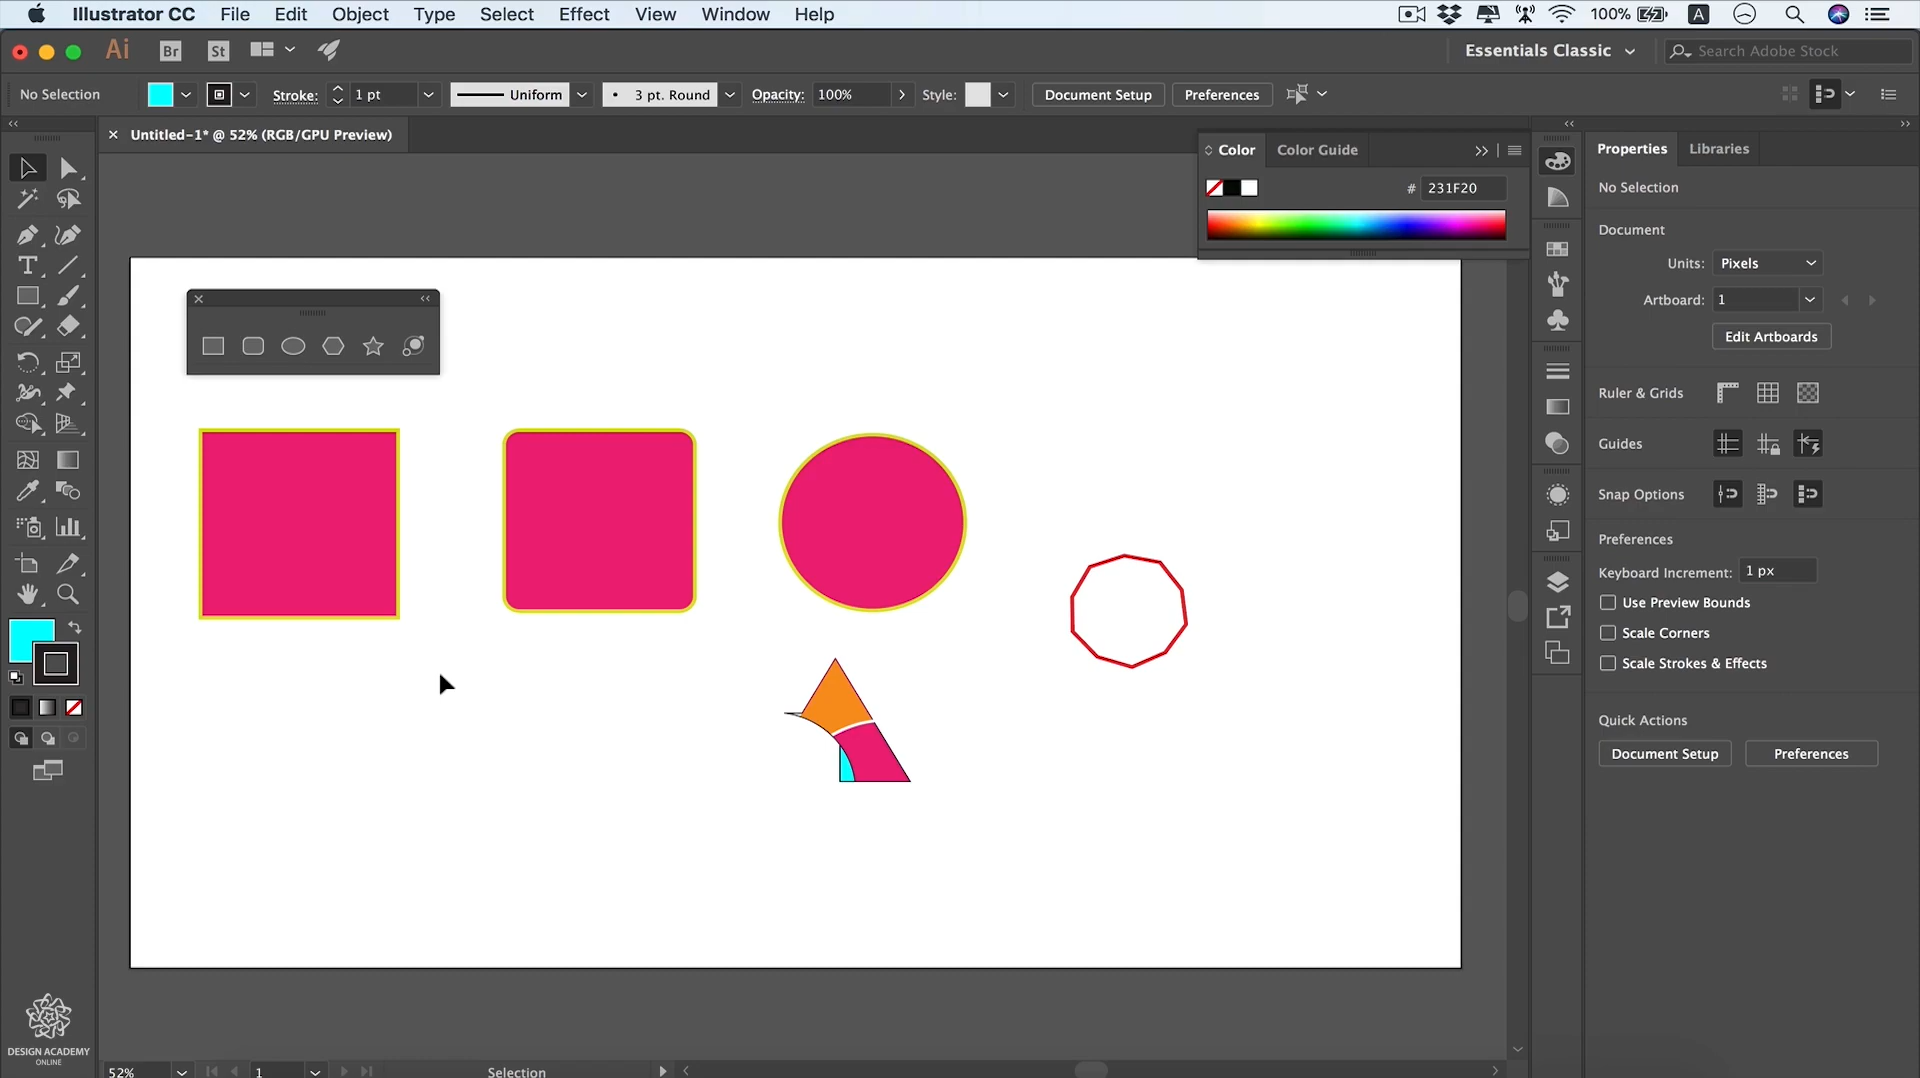 Illustrator CC File Edit Object Type Select Effect View Window Help 100% A
Ai Br St Essentials Classic Search Adobe Stock
No Selection Stroke: 1 pt Uniform 3 pt. Round Opacity: 100% Style: Document Setup Preferences
× Untitled-1* @ 52% (RGB/GPU Preview)
Color Color Guide
# 231F20
Properties Libraries
No Selection
Document
Units: Pixels
Artboard: 1
Edit Artboards
Ruler & Grids
Guides
Snap Options
Preferences
Keyboard Increment: 1 px
Use Preview Bounds
Scale Corners
Scale Strokes & Effects
Quick Actions
Document Setup Preferences
T
DESIGN ACADEMY
ONLINE
52% 1 Selection